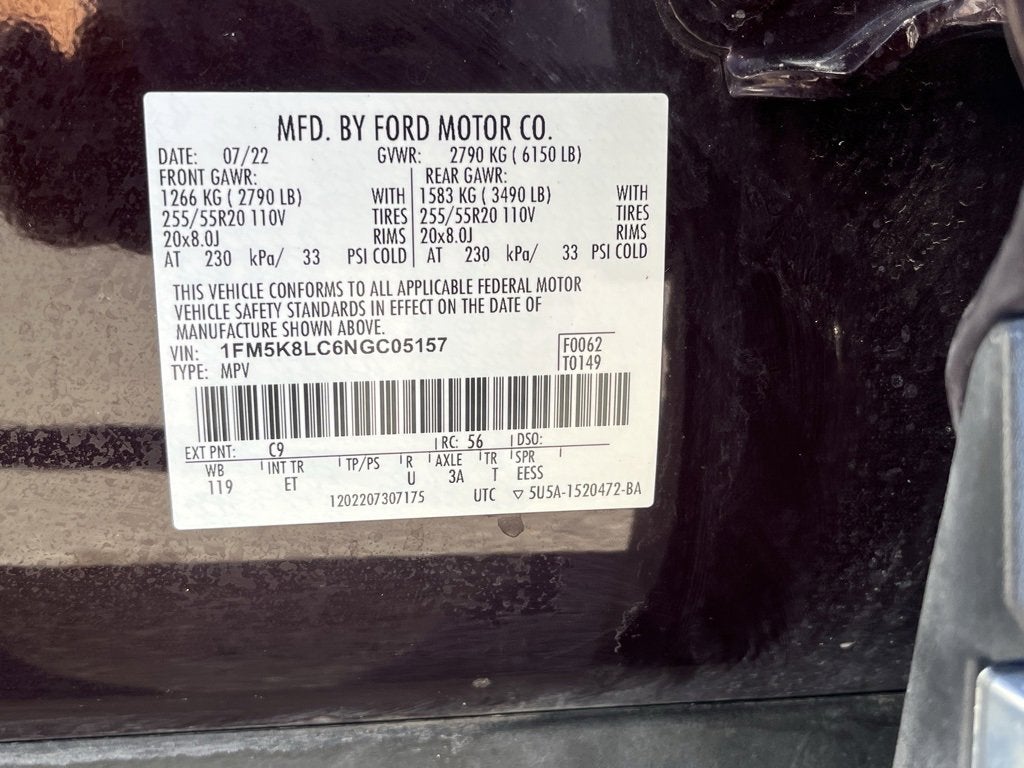 MFD. BY FORD MOTOR CO.
DATE: 07/22 GVWR: 2790 KG ( 6150 LB)
FRONT GAWR: REAR GAWR:
1266 KG ( 2790 LB) WITH 1583 KG ( 3490 LB) WITH
255/55R20 110V TIRES 255/55R20 110V TIRES
20x8.0J RIMS 20x8.0J RIMS
AT 230 kPa/ 33 PSI COLD AT 230 kPa/ 33 PSI COLD
THIS VEHICLE CONFORMS TO ALL APPLICABLE FEDERAL MOTOR
VEHICLE SAFETY STANDARDS IN EFFECT ON THE DATE OF
MANUFACTURE SHOWN ABOVE.
VIN: 1FM5K8LC6NGC05157 F0062
TYPE: MPV T0149
EXT PNT: C9 RC: 56 DSO:
WB INT TR TP/PS R AXLE TR SPR
119 ET U 3A T EESS
1202207307175 UTC ▽ 5U5A-1520472-BA